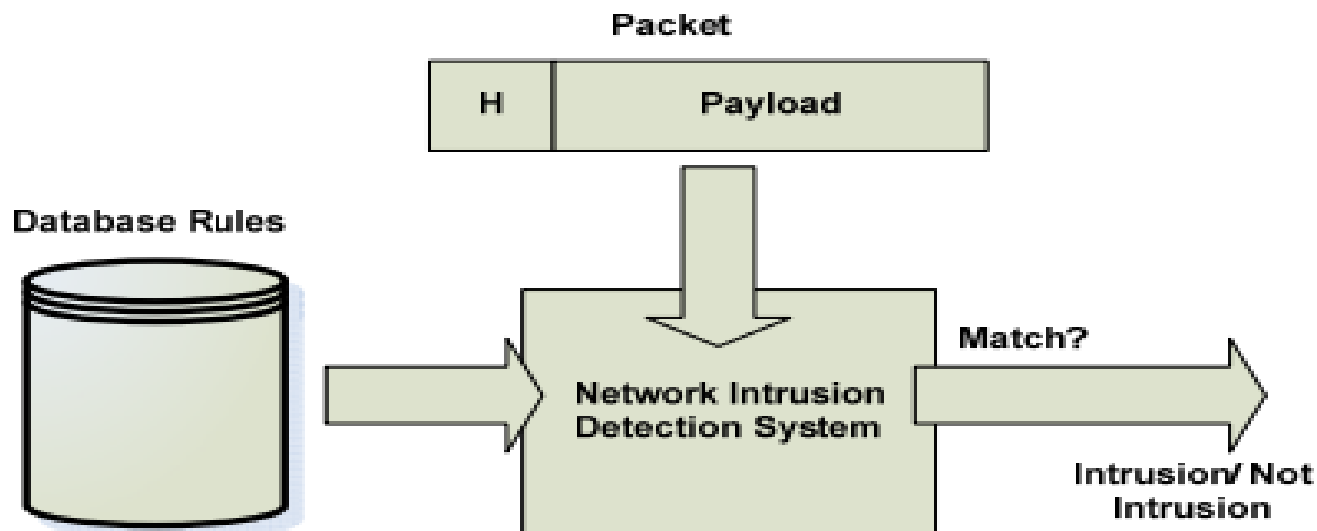 Packet
H
Payload
Database Rules
Match?
Network Intrusion
Detection System
Intrusion/ Not
Intrusion